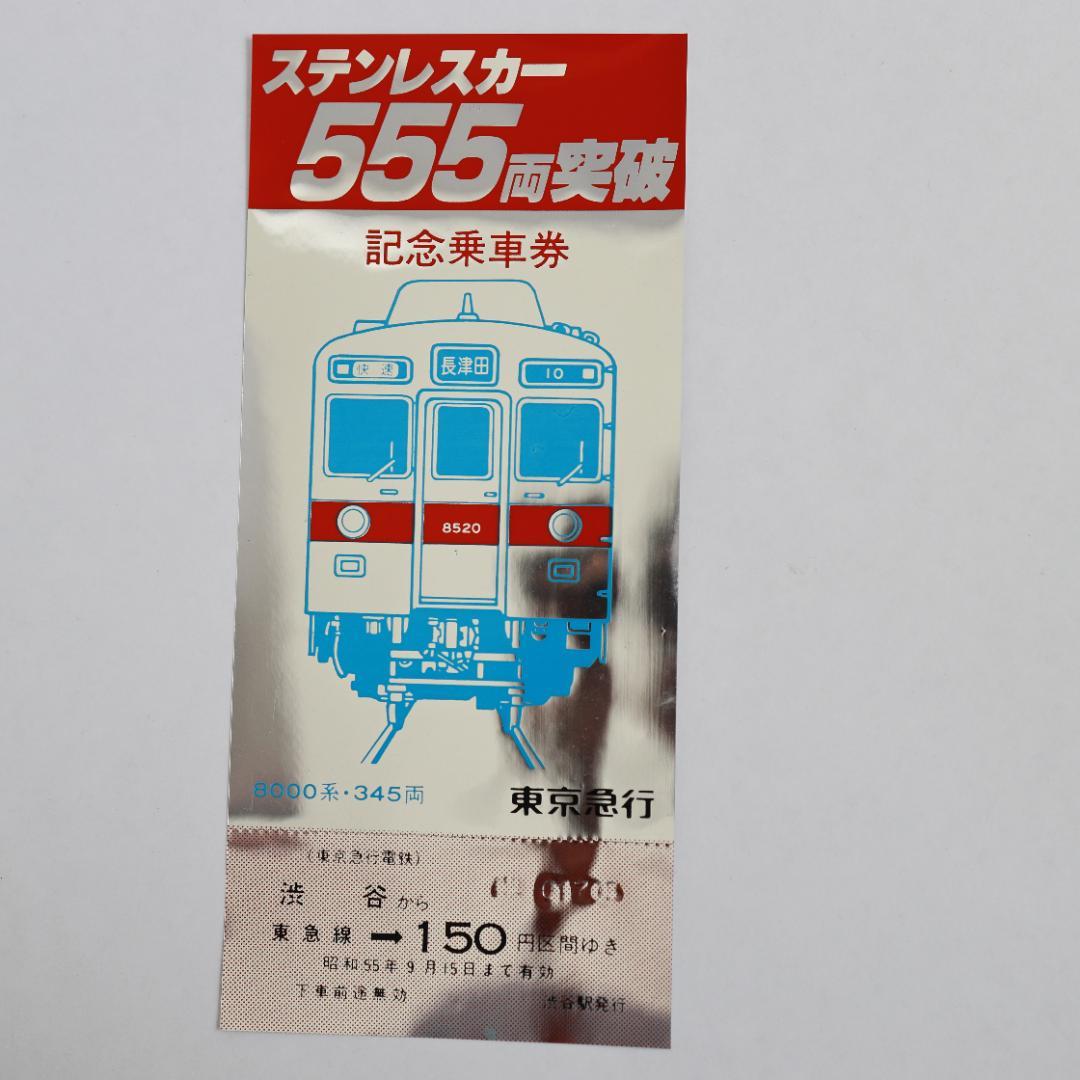 ステンレスカー
555両突破
記念乗車券
快速 長津田 10
8520
8000系・345両
東京急行
(東京急行電鉄)
渋谷から
東急線→150円区間ゆき
昭和55年9月15日まで有効
下車前途無効 渋谷駅発行